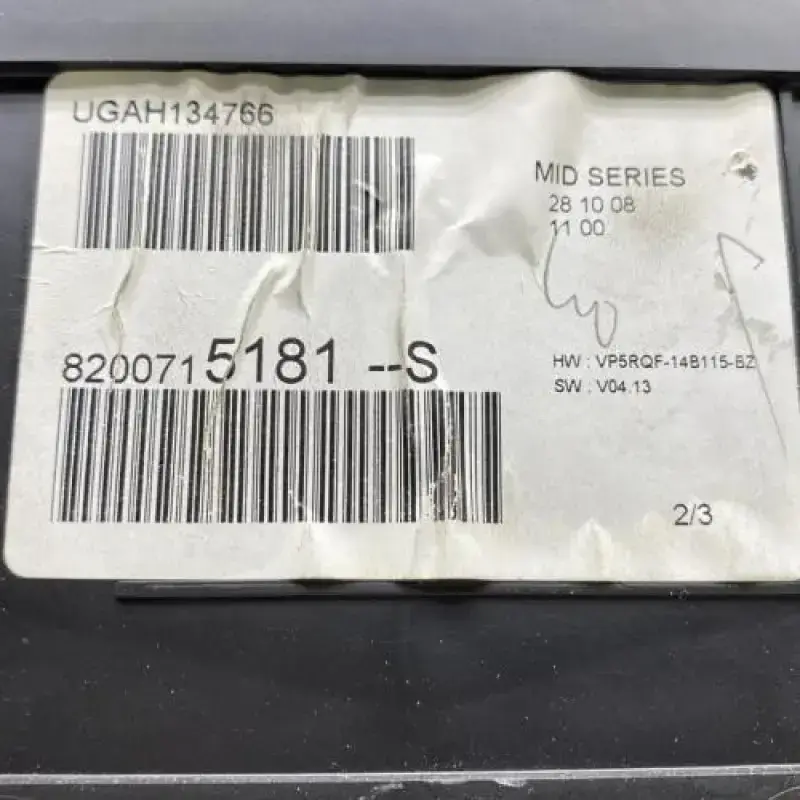 UGAH134766
MID SERIES
28 10 08
11 00
8200715181 --S
HW : VP5RQF-14B115-BZ
SW : V04.13
2/3